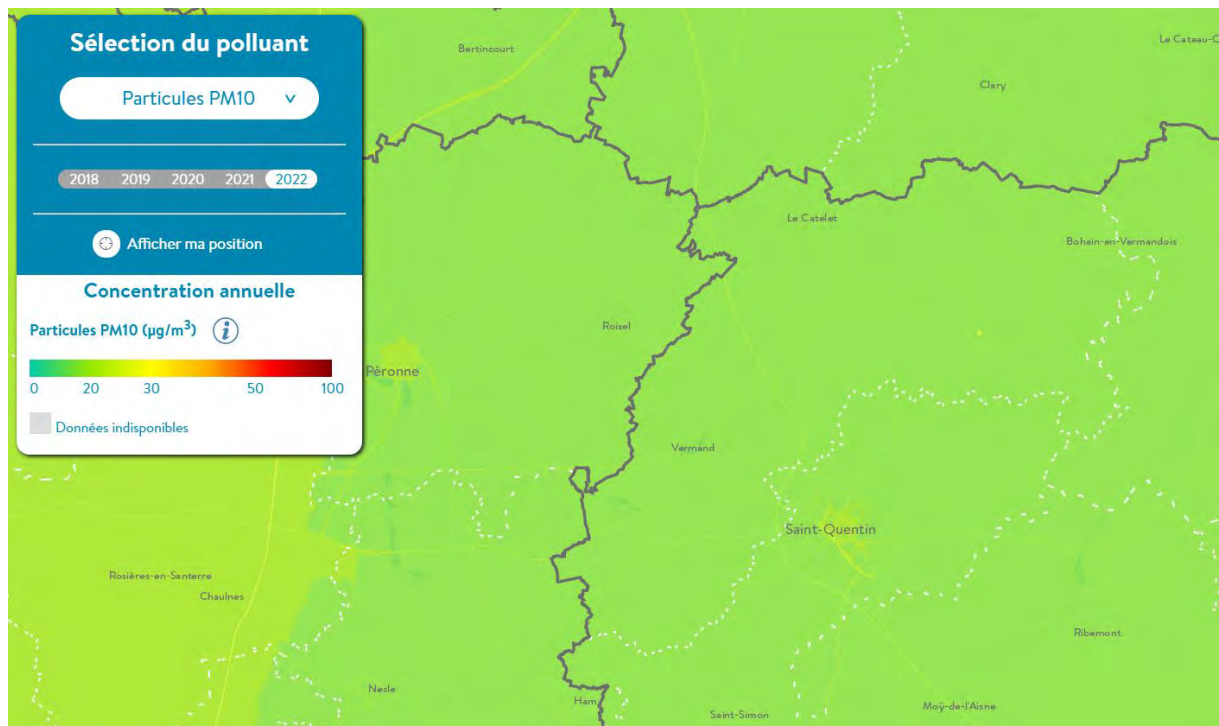 Sélection du polluant
Particules PM10
2018 2019 2020 2021 2022
Afficher ma position
Concentration annuelle
Particules PM10 (µg/m³) i
0 20 30 50 100
Données indisponibles
Bertincourt
Le Cateau-C
Clary
Le Catelet
Bohain-en-Vermandois
Roisel
Péronne
Vermand
Saint-Quentin
Rosières-en-Santerre
Chaulnes
Ribemont
Nesle
Ham
Saint-Simon
Moÿ-de-l'Aisne